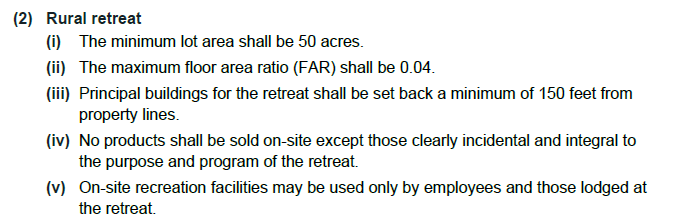 (2) Rural retreat
(i) The minimum lot area shall be 50 acres.
(ii) The maximum floor area ratio (FAR) shall be 0.04.
(iii) Principal buildings for the retreat shall be set back a minimum of 150 feet from
property lines.
(iv) No products shall be sold on-site except those clearly incidental and integral to
the purpose and program of the retreat.
(v) On-site recreation facilities may be used only by employees and those lodged at
the retreat.